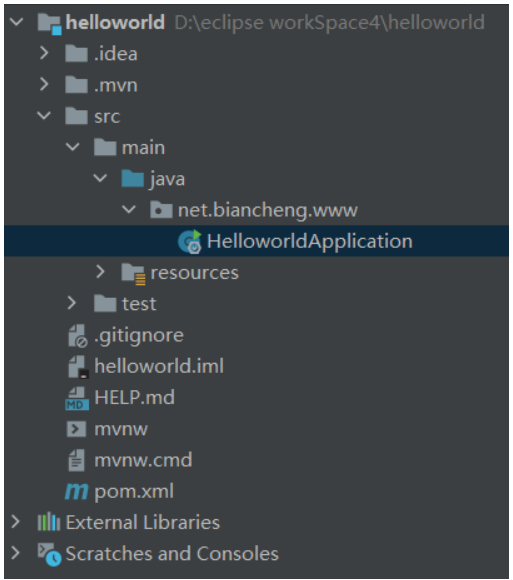 helloworld D:\eclipse workSpace4\helloworld
.idea
.mvn
src
main
java
net.biancheng.www
HelloworldApplication
resources
test
.gitignore
helloworld.iml
MD HELP.md
mvnw
mvnw.cmd
m pom.xml
External Libraries
Scratches and Consoles